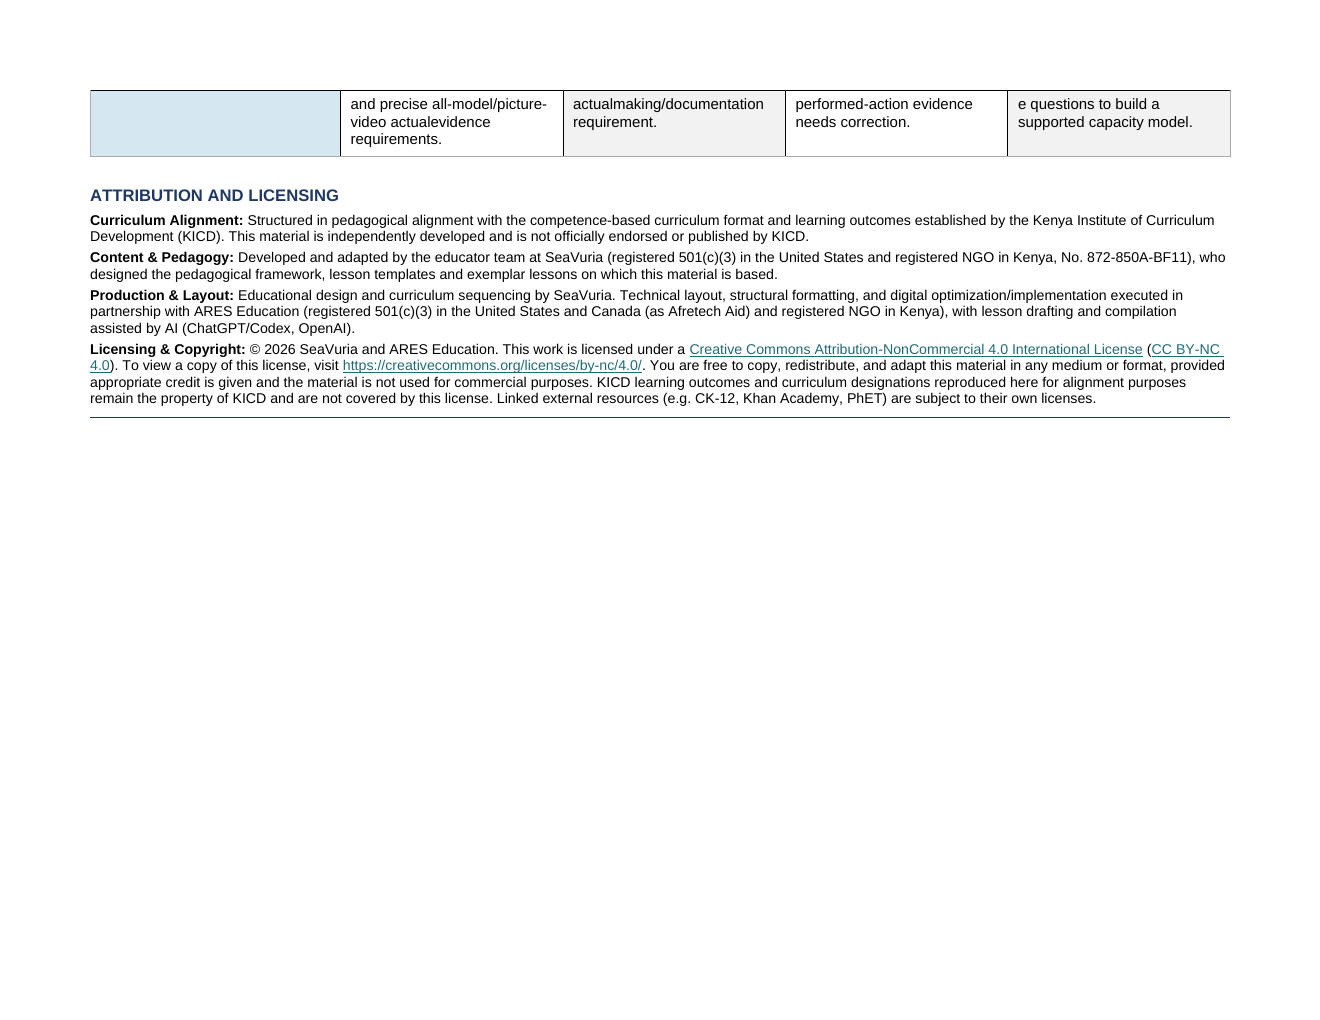 and precise all-model/picture-
video actualevidence
requirements.
actualmaking/documentation
requirement.
performed-action evidence
needs correction.
e questions to build a
supported capacity model.
ATTRIBUTION AND LICENSING
Curriculum Alignment: Structured in pedagogical alignment with the competence-based curriculum format and learning outcomes established by the Kenya Institute of Curriculum
Development (KICD). This material is independently developed and is not officially endorsed or published by KICD.
Content & Pedagogy: Developed and adapted by the educator team at SeaVuria (registered 501(c)(3) in the United States and registered NGO in Kenya, No. 872-850A-BF11), who
designed the pedagogical framework, lesson templates and exemplar lessons on which this material is based.
Production & Layout: Educational design and curriculum sequencing by SeaVuria. Technical layout, structural formatting, and digital optimization/implementation executed in
partnership with ARES Education (registered 501(c)(3) in the United States and Canada (as Afretech Aid) and registered NGO in Kenya), with lesson drafting and compilation
assisted by AI (ChatGPT/Codex, OpenAI).
Licensing & Copyright: © 2026 SeaVuria and ARES Education. This work is licensed under a Creative Commons Attribution-NonCommercial 4.0 International License (CC BY-NC
4.0). To view a copy of this license, visit https://creativecommons.org/licenses/by-nc/4.0/. You are free to copy, redistribute, and adapt this material in any medium or format, provided
appropriate credit is given and the material is not used for commercial purposes. KICD learning outcomes and curriculum designations reproduced here for alignment purposes
remain the property of KICD and are not covered by this license. Linked external resources (e.g. CK-12, Khan Academy, PhET) are subject to their own licenses.